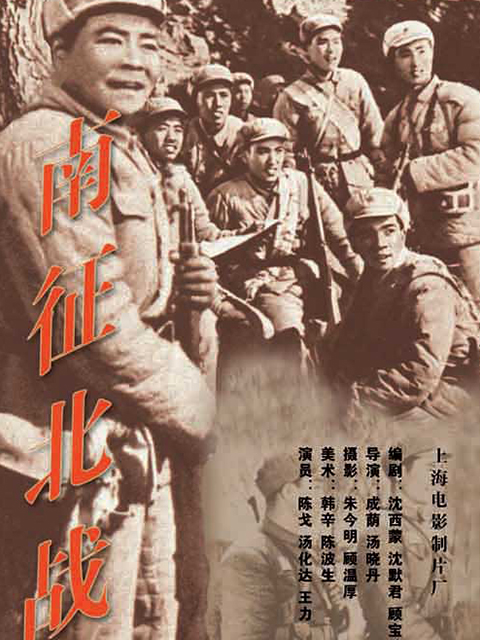 南征北战
上海电影制片厂
编剧：沈西蒙 沈默君 顾宝
导演：成荫 汤晓丹
摄影：朱今明 顾温厚
美术：韩辛 陈波生
演员：陈戈 汤化达 王力